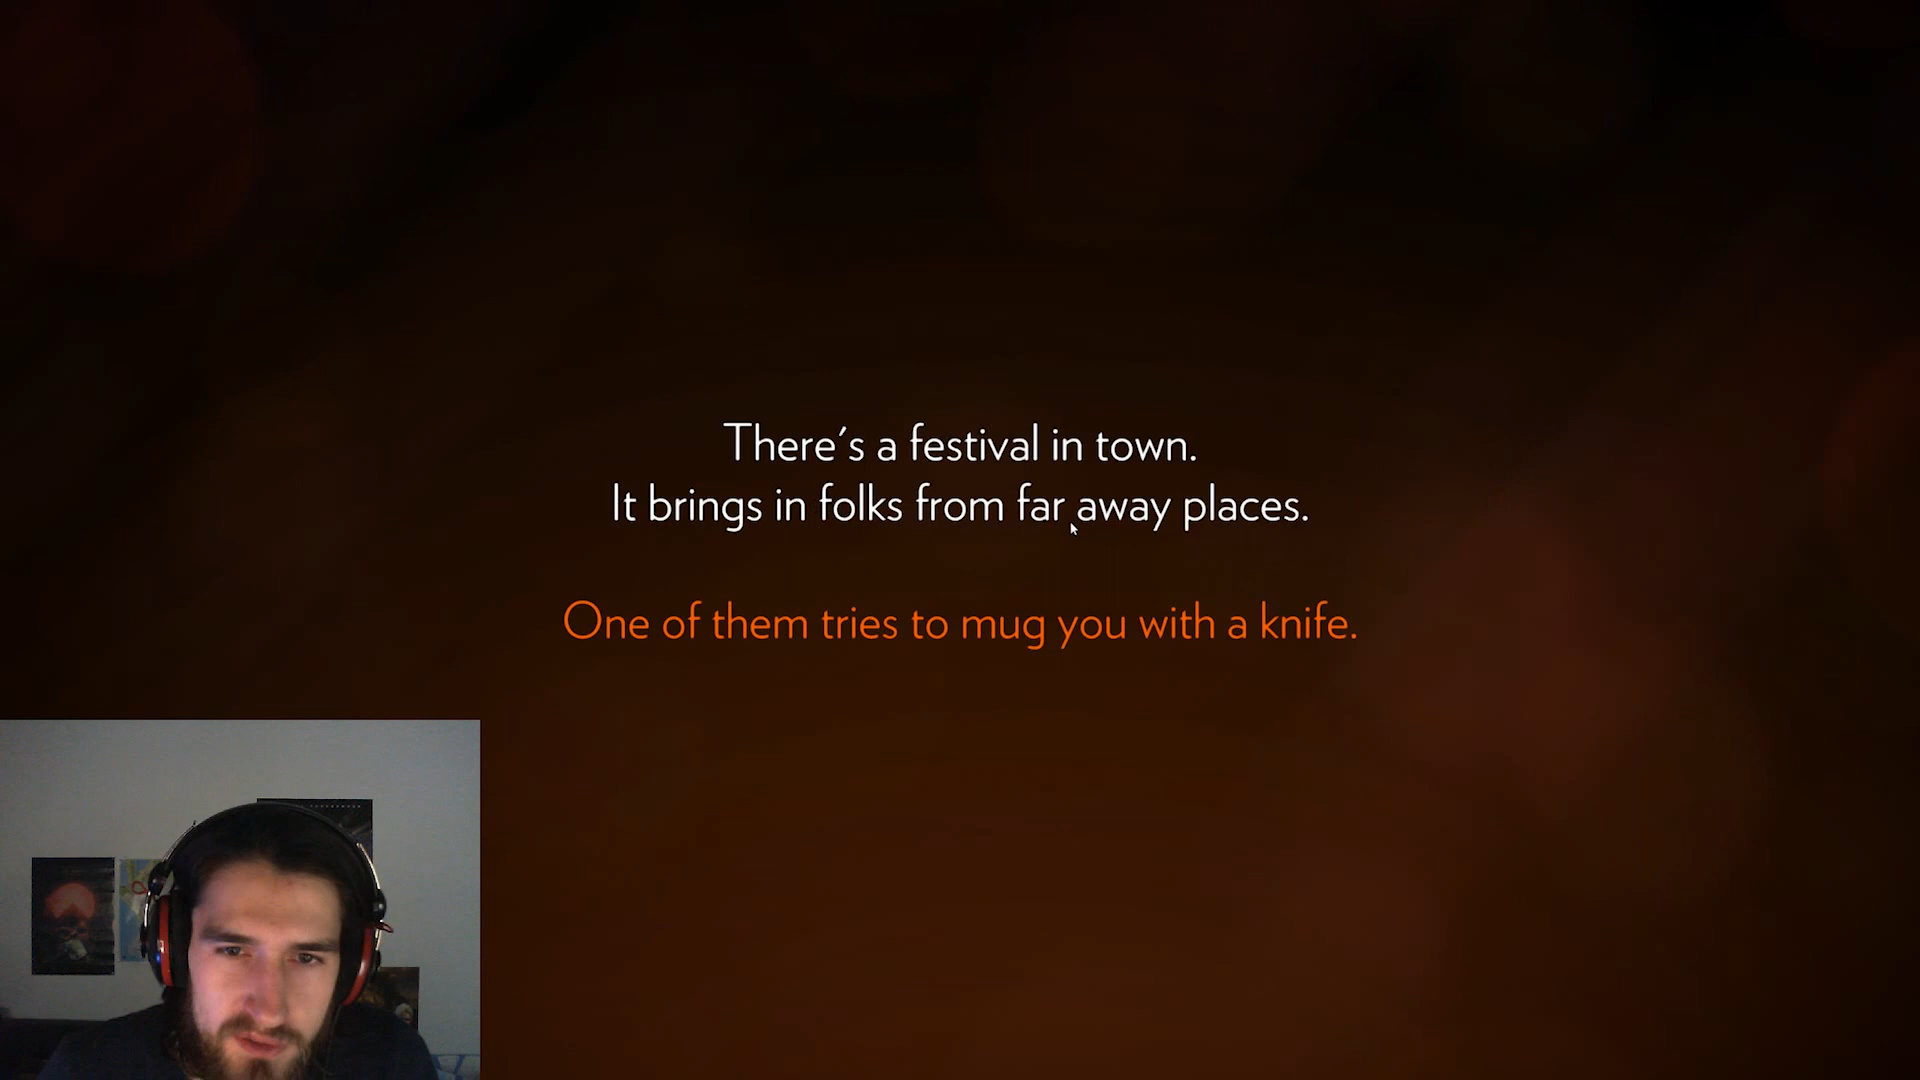 There's a festival in town.
It brings in folks from far away places.
One of them tries to mug you with a knife.